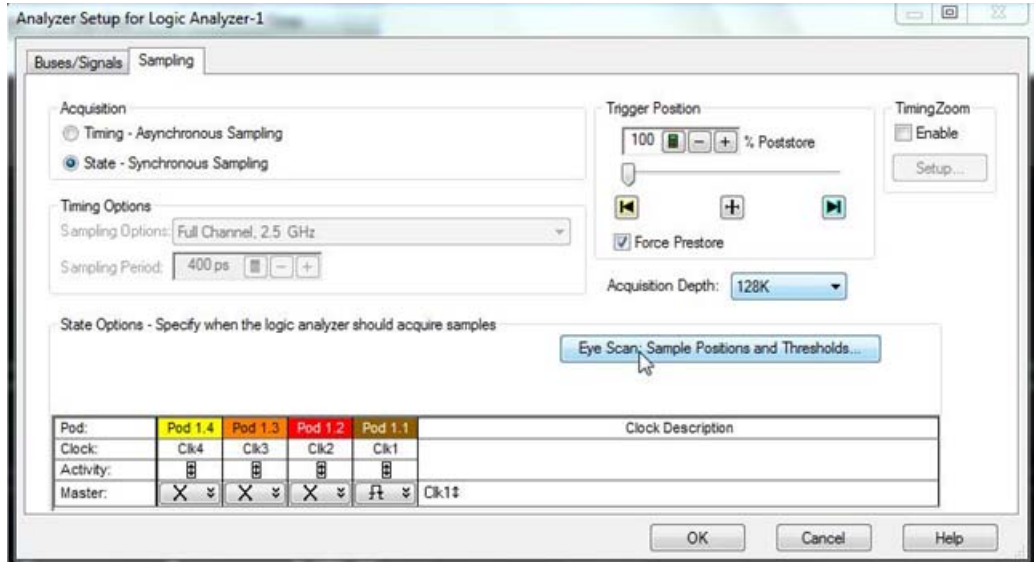 Analyzer Setup for Logic Analyzer-1
Buses/Signals Sampling
Acquisition
Timing - Asynchronous Sampling
State - Synchronous Sampling
Timing Options
Sampling Options: Full Channel, 2.5 GHz
Sampling Period: 400 ps
Trigger Position
100 % Poststore
Force Prestore
TimingZoom
Enable
Setup...
Acquisition Depth: 128K
State Options - Specify when the logic analyzer should acquire samples
Eye Scan: Sample Positions and Thresholds...
Pod: Pod 1.4 Pod 1.3 Pod 1.2 Pod 1.1 Clock Description
Clock: Clk4 Clk3 Clk2 Clk1
Activity:
Master: X X X Clk1↕
OK Cancel Help